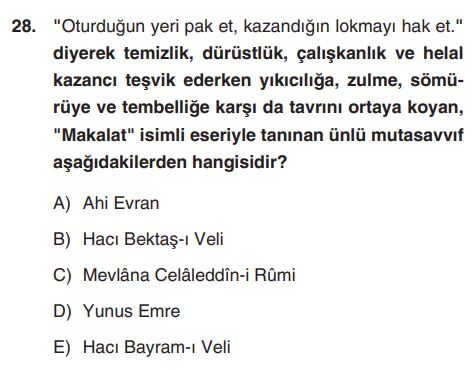 28. "Oturduğun yeri pak et, kazandığın lokmayı hak et."
diyerek temizlik, dürüstlük, çalışkanlık ve helal
kazancı teşvik ederken yıkıcılığa, zulme, sömü-
rüye ve tembelliğe karşı da tavrını ortaya koyan,
"Makalat" isimli eseriyle tanınan ünlü mutasavvıf
aşağıdakilerden hangisidir?
A) Ahi Evran
B) Hacı Bektaş-ı Veli
C) Mevlâna Celâleddîn-i Rûmi
D) Yunus Emre
E) Hacı Bayram-ı Veli